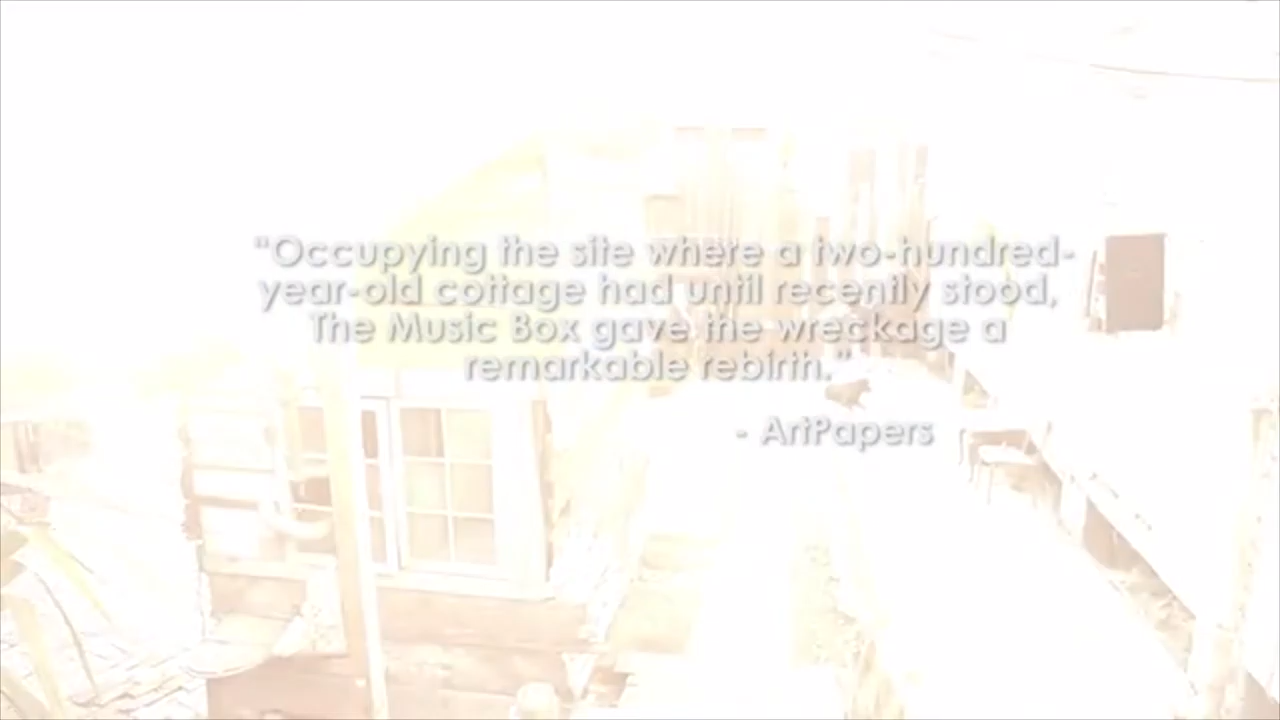 "Occupying the site where a two-hundred-
year-old cottage had until recently stood,
The Music Box gave the wreckage a
remarkable rebirth."
- ArtPapers